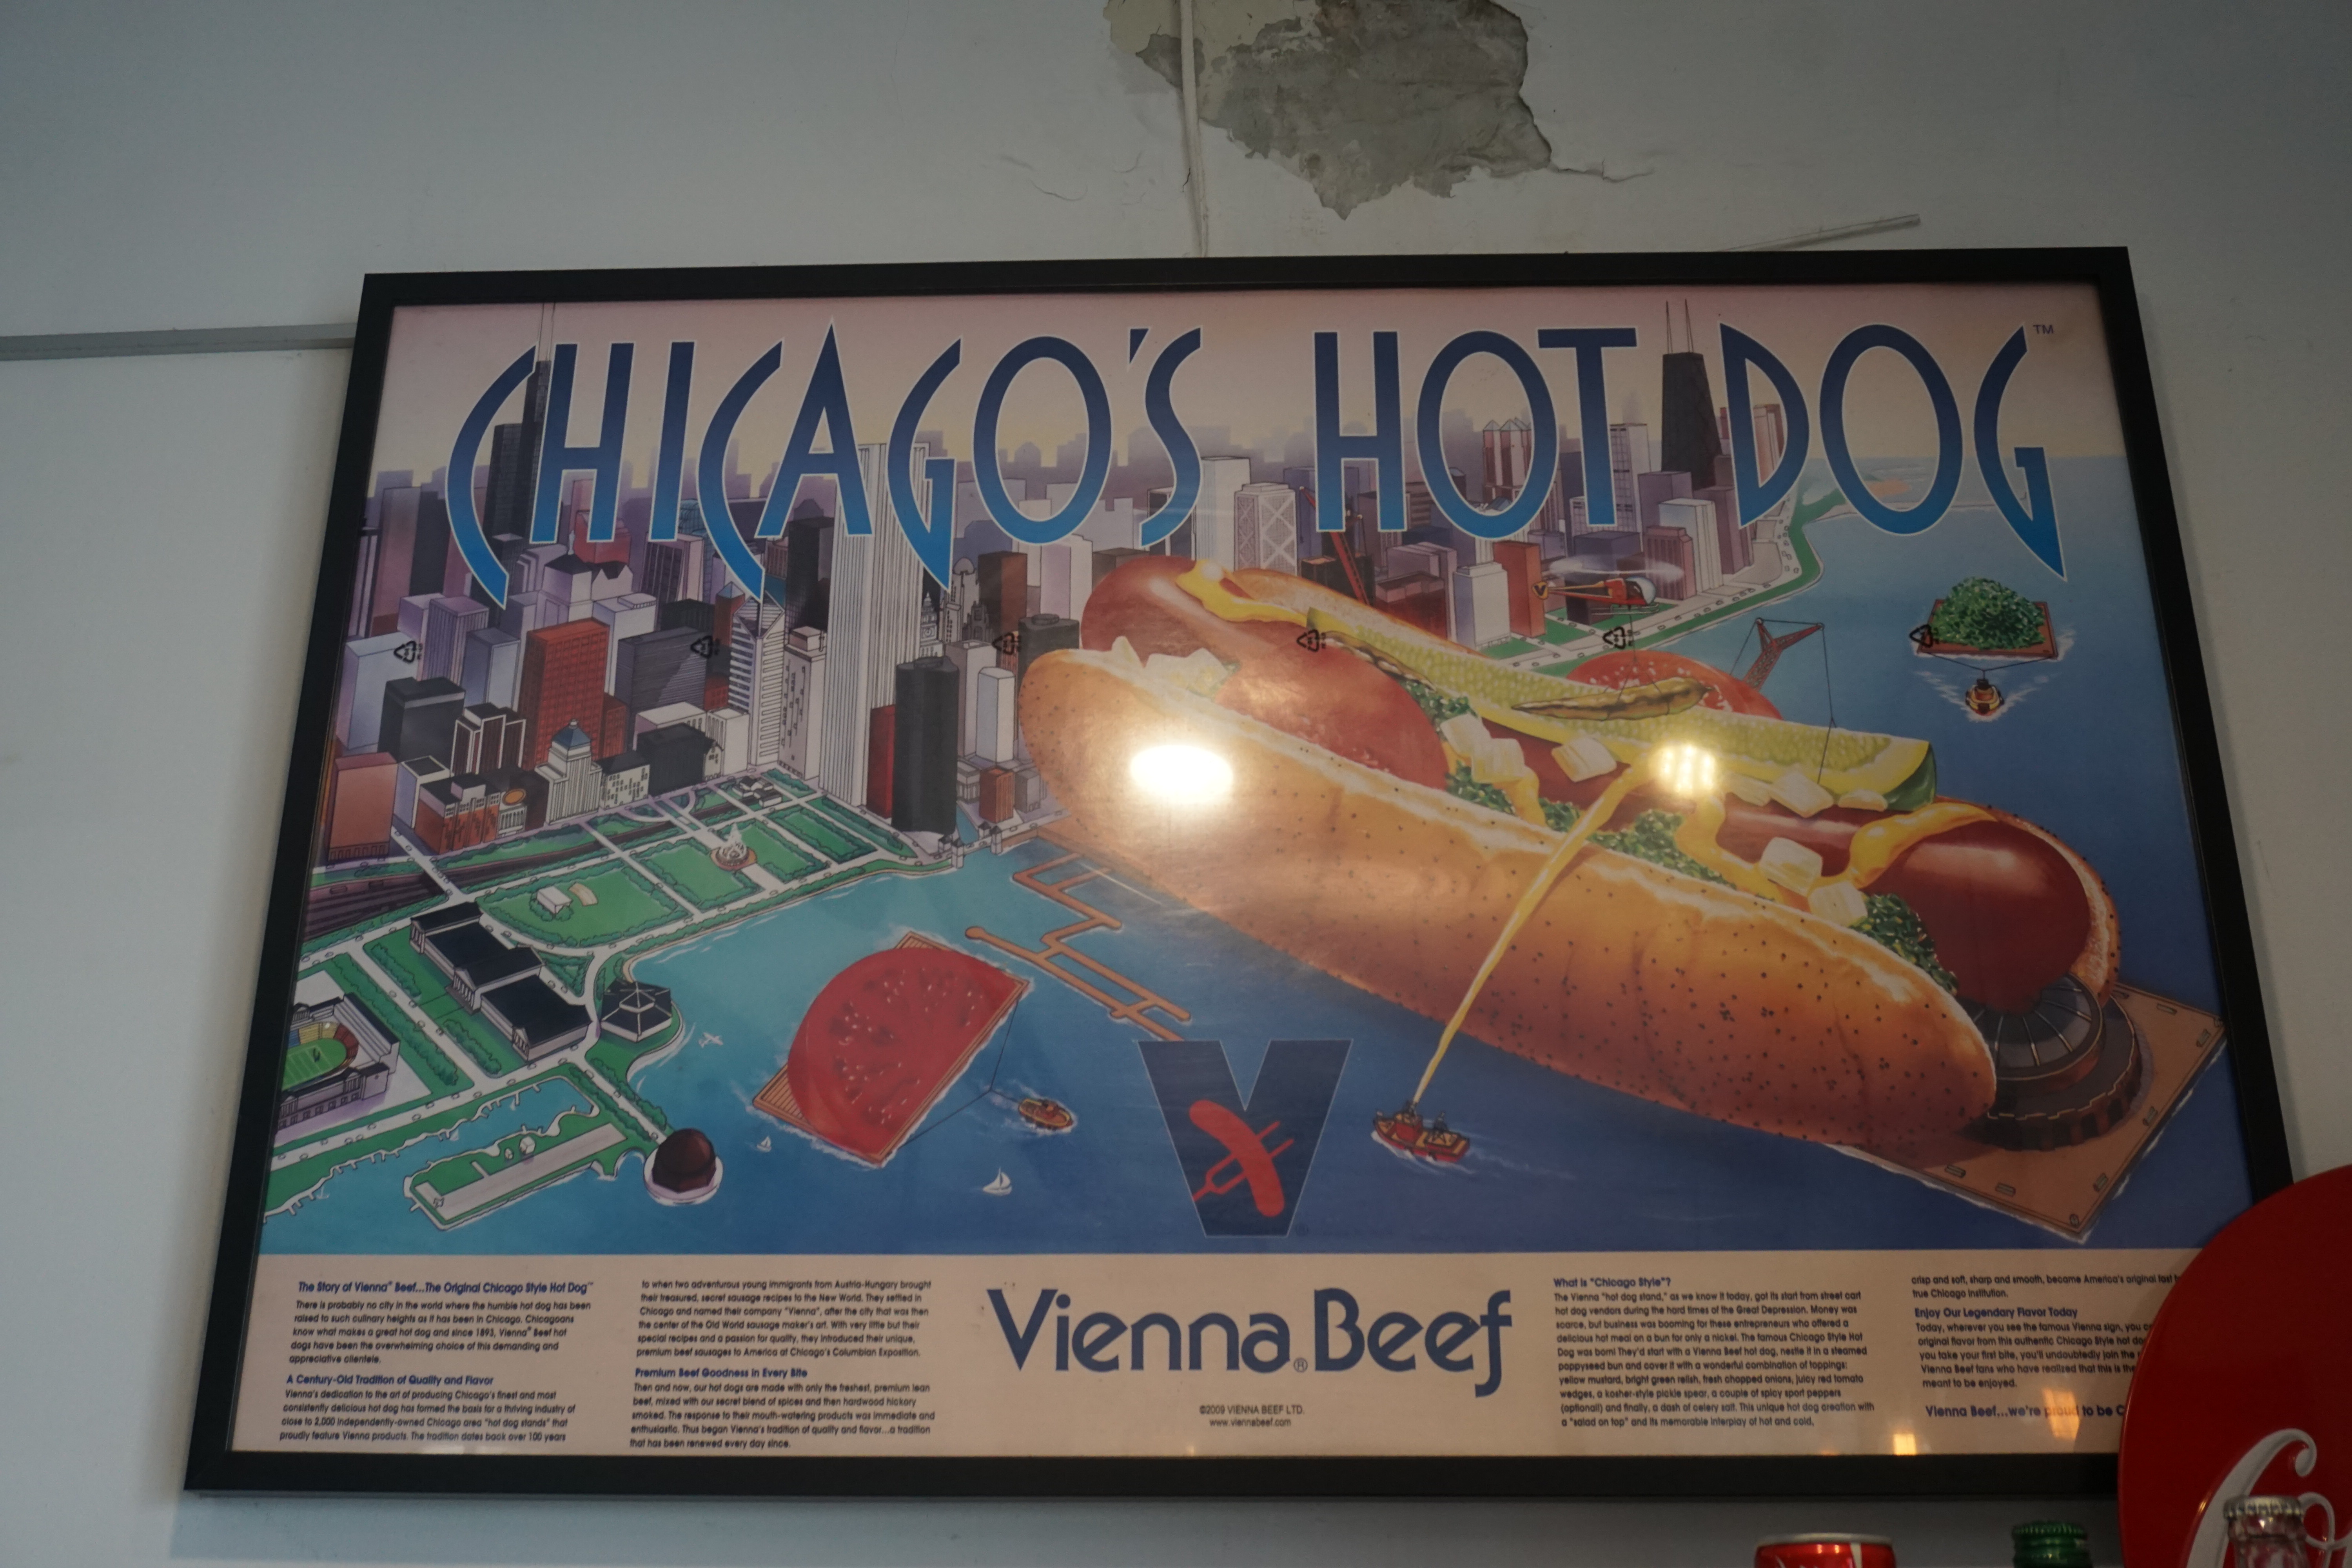 CHICAGO'S HOT DOG™
The Story of Vienna® Beef...The Original Chicago Style Hot Dog™
There is probably no city in the world where the humble hot dog has been
raised to such culinary heights as it has been in Chicago. Chicagoans
know what makes a great hot dog and since 1893, Vienna® Beef hot
dogs have been the overwhelming choice of this demanding and
appreciative clientele.
A Century-Old Tradition of Quality and Flavor
Vienna's dedication to the art of producing Chicago's finest and most
consistently delicious hot dog has formed the basis for a thriving industry of
close to 2,000 independently-owned Chicago area "hot dog stands" that
proudly feature Vienna products. The tradition dates back over 100 years
to when two adventurous young immigrants from Austria-Hungary brought
their treasured, secret sausage recipes to the New World. They settled in
Chicago and named their company "Vienna", after the city that was then
the center of the Old World sausage maker's art. With very little but their
special recipes and a passion for quality, they introduced their unique,
premium beef sausages to America at Chicago's Columbian Exposition.
Premium Beef Goodness in Every Bite
Then and now, our hot dogs are made with only the freshest, premium lean
beef, mixed with our secret blend of spices and then hardwood hickory
smoked. The response to their mouth-watering products was immediate and
enthusiastic. Thus began Vienna's tradition of quality and flavor...a tradition
that has been renewed every day since.
V
Vienna® Beef
©2009 VIENNA BEEF LTD.
www.viennabeef.com
What is "Chicago Style"?
The Vienna "hot dog stand," as we know it today, got its start from street cart
hot dog vendors during the hard times of the Great Depression. Money was
scarce, but business was booming for these entrepreneurs who offered a
delicious hot meal on a bun for only a nickel. The famous Chicago Style Hot
Dog was born! They'd start with a Vienna Beef hot dog, nestle it in a steamed
poppyseed bun and cover it with a wonderful combination of toppings:
yellow mustard, bright green relish, fresh chopped onions, juicy red tomato
wedges, a kosher-style pickle spear, a couple of spicy sport peppers
(optional) and finally, a dash of celery salt. This unique hot dog creation with
a "salad on top" and its memorable interplay of hot and cold,
crisp and soft, sharp and smooth, became America's original fast
true Chicago institution.
Enjoy Our Legendary Flavor Today
Today, wherever you see the famous Vienna sign, you
original flavor from this authentic Chicago Style hot
you take your first bite, you'll undoubtedly join the
Vienna Beef fans who have realized that this is the
meant to be enjoyed.
Vienna Beef...we're proud to be C